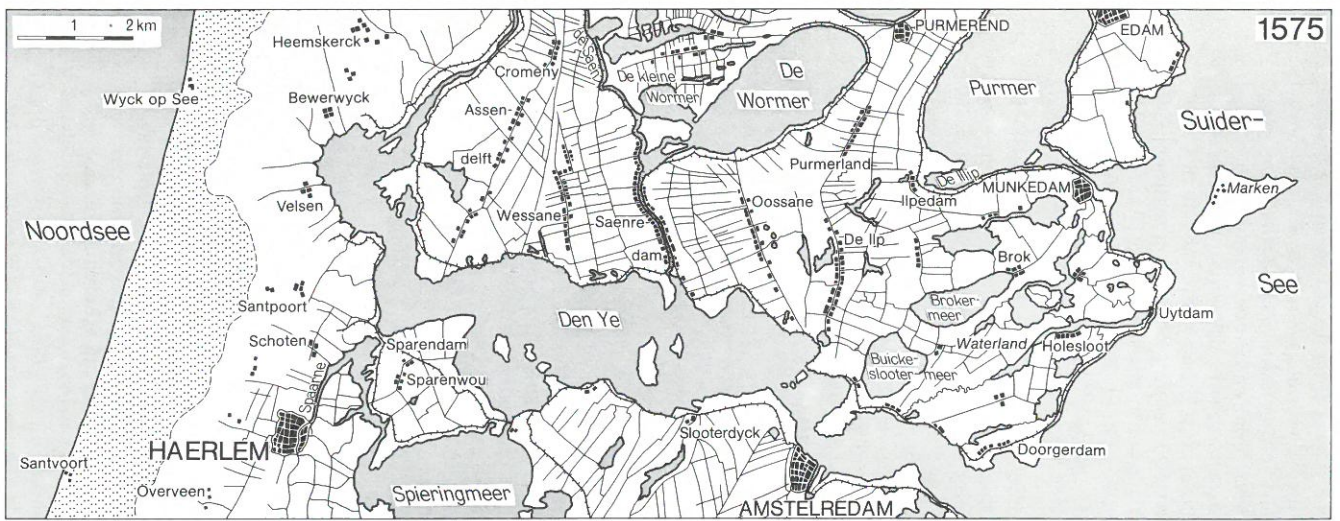 1 2 km
1575
Heemskerck
Wyck op See
Bewerwyck
Cromeny
Assen-
delft
de Saen
De kleine
Wormer
De
Wormer
PURMEREND
EDAM
Purmer
Suider-
See
Purmerland
De Ilp
Ilpedam
MUNKEDAM
Marken
Velsen
Wessane
Saenre-
dam
Oossane
De Ilp
Noordsee
Brok
Santpoort
Den Ye
Broker-
meer
Uytdam
Schoten
Sparendam
Waterland
Holesloot
Spaarne
Sparenwou
Buicke-
slooter-meer
HAERLEM
Slooterdyck
Doorgerdam
Santvoort
Overveen
Spieringmeer
AMSTELREDAM